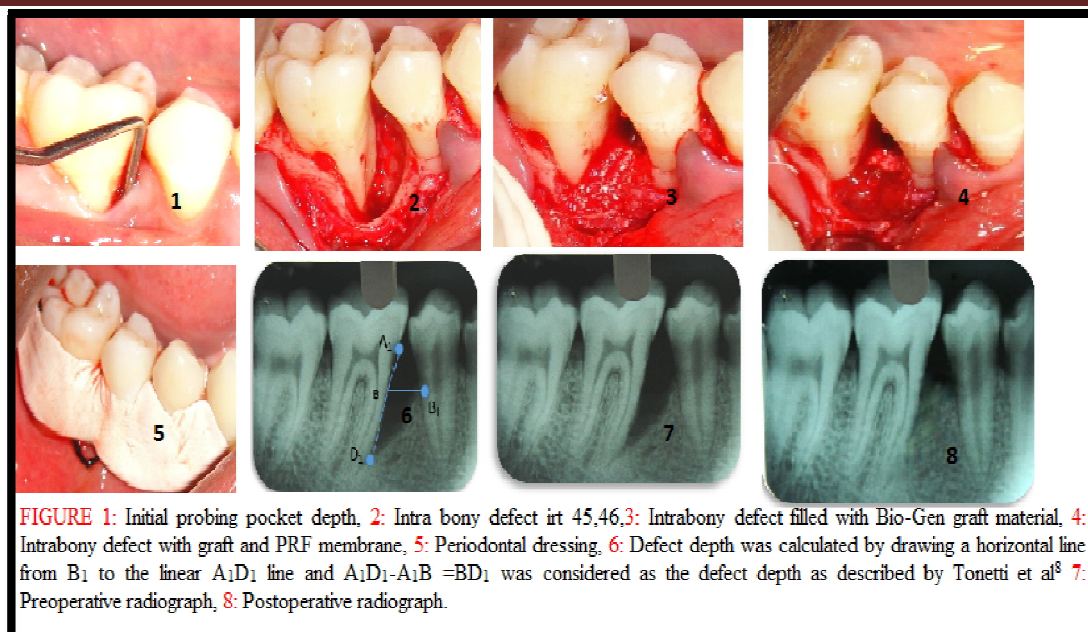 1
2
3
4
5
A1
B
B1
6
D1
7
8
FIGURE 1: Initial probing pocket depth, 2: Intra bony defect irt 45,46,3: Intrabony defect filled with Bio-Gen graft material, 4:
Intrabony defect with graft and PRF membrane, 5: Periodontal dressing, 6: Defect depth was calculated by drawing a horizontal line
from B1 to the linear A1D1 line and A1D1-A1B =BD1 was considered as the defect depth as described by Tonetti et al8 7:
Preoperative radiograph, 8: Postoperative radiograph.